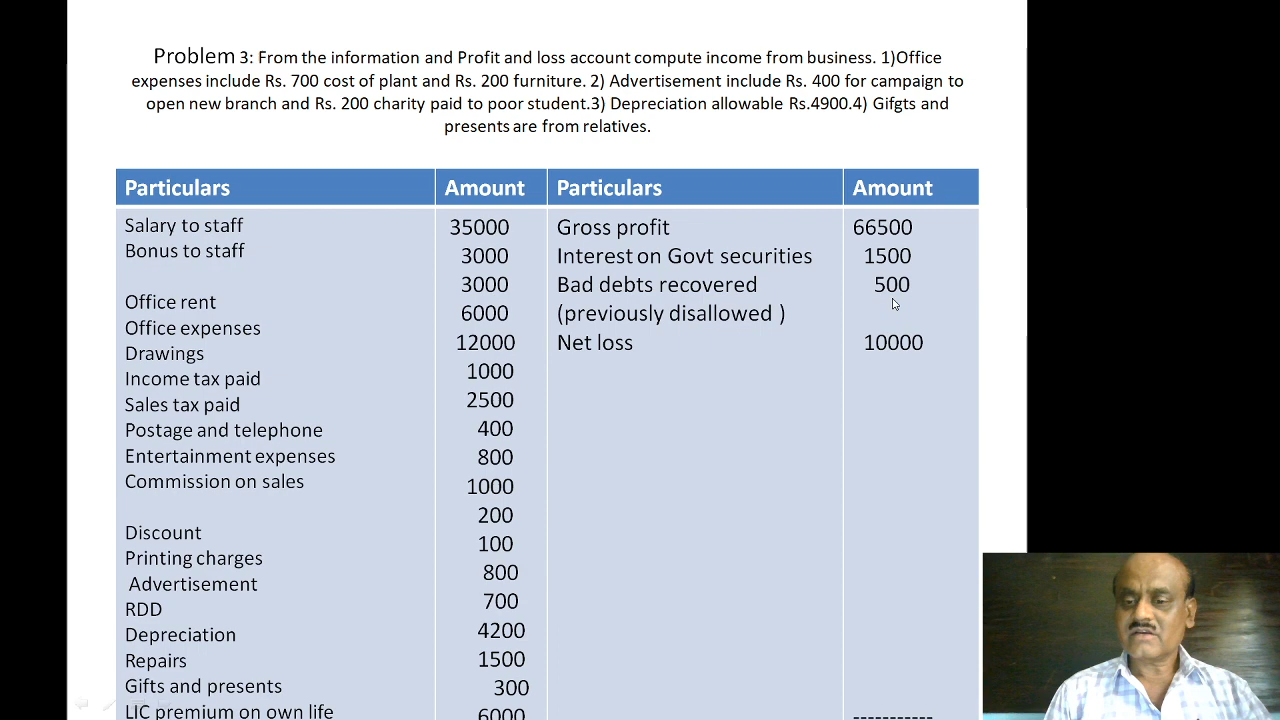 Problem 3: From the information and Profit and loss account compute income from business. 1)Office
expenses include Rs. 700 cost of plant and Rs. 200 furniture. 2) Advertisement include Rs. 400 for campaign to
open new branch and Rs. 200 charity paid to poor student.3) Depreciation allowable Rs.4900.4) Gifgts and
presents are from relatives.
Particulars Amount Particulars Amount
Salary to staff
Bonus to staff
Office rent
Office expenses
Drawings
Income tax paid
Sales tax paid
Postage and telephone
Entertainment expenses
Commission on sales
Discount
Printing charges
Advertisement
RDD
Depreciation
Repairs
Gifts and presents
LIC premium on own life
35000
3000
3000
6000
12000
1000
2500
400
800
1000
200
100
800
700
4200
1500
300
6000
Gross profit
Interest on Govt securities
Bad debts recovered
(previously disallowed )
Net loss
66500
1500
500
10000
-----------